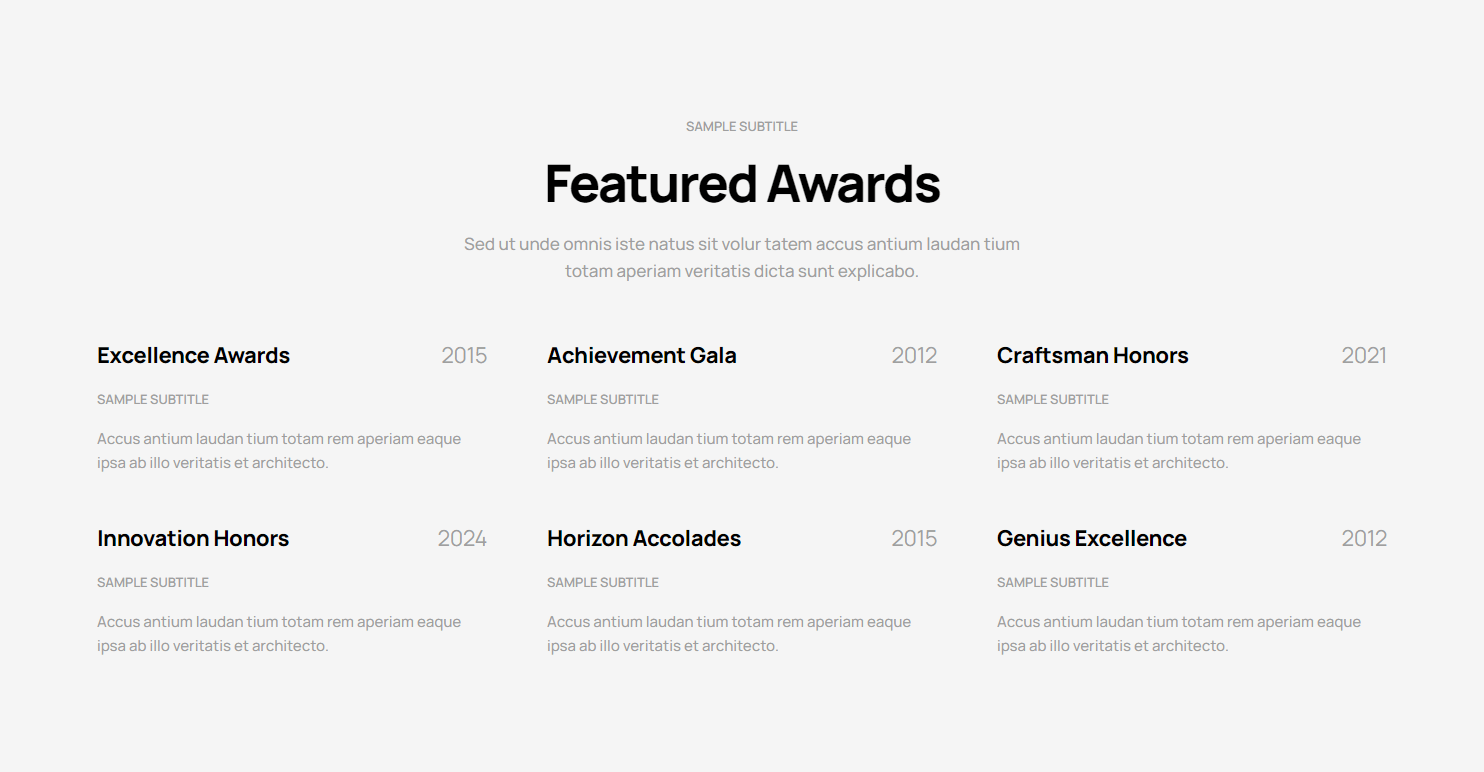 SAMPLE SUBTITLE
Featured Awards
Sed ut unde omnis iste natus sit volur tatem accus antium laudan tium
totam aperiam veritatis dicta sunt explicabo.
Excellence Awards 2015
SAMPLE SUBTITLE
Accus antium laudan tium totam rem aperiam eaque
ipsa ab illo veritatis et architecto.
Achievement Gala 2012
SAMPLE SUBTITLE
Accus antium laudan tium totam rem aperiam eaque
ipsa ab illo veritatis et architecto.
Craftsman Honors 2021
SAMPLE SUBTITLE
Accus antium laudan tium totam rem aperiam eaque
ipsa ab illo veritatis et architecto.
Innovation Honors 2024
SAMPLE SUBTITLE
Accus antium laudan tium totam rem aperiam eaque
ipsa ab illo veritatis et architecto.
Horizon Accolades 2015
SAMPLE SUBTITLE
Accus antium laudan tium totam rem aperiam eaque
ipsa ab illo veritatis et architecto.
Genius Excellence 2012
SAMPLE SUBTITLE
Accus antium laudan tium totam rem aperiam eaque
ipsa ab illo veritatis et architecto.